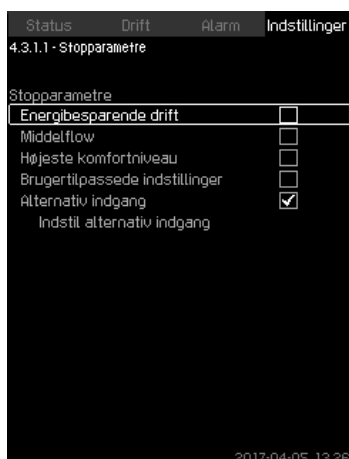 Status Drift Alarm Indstillinger
4.3.1.1 - Stopparametre
Stopparametre
Energibesparende drift
Middelflow
Højeste komfortniveau
Brugertilpassede indstillinger
Alternativ indgang
Indstil alternativ indgang
2017-04-05 13:26